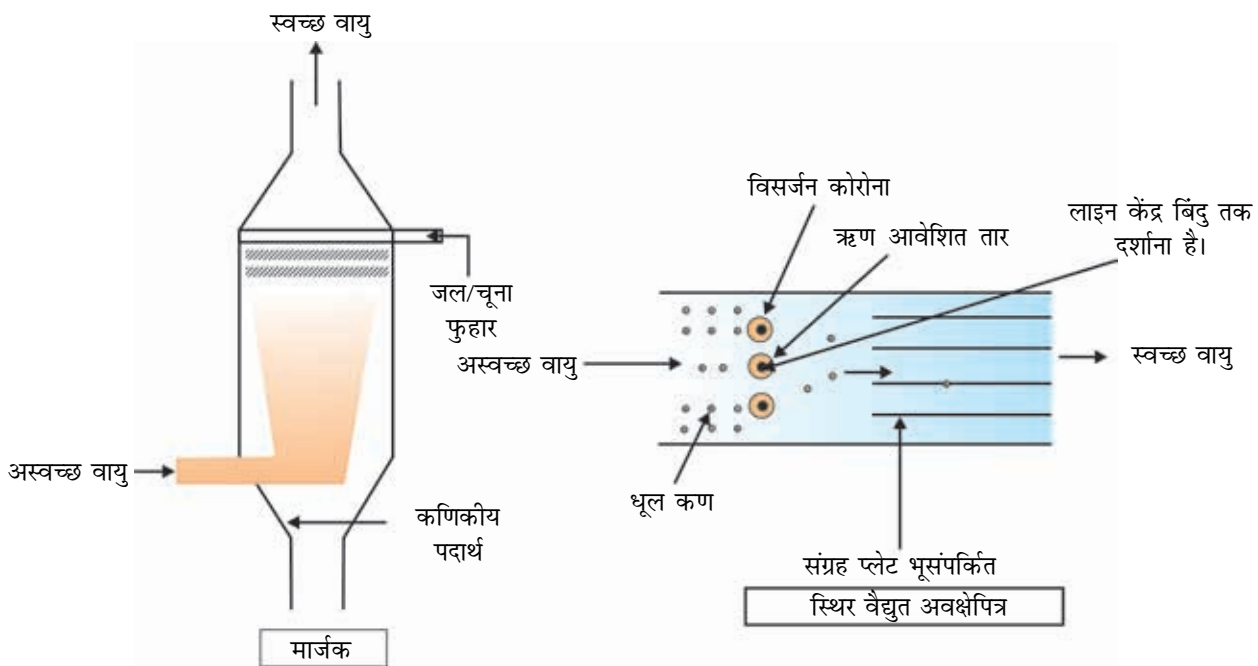 स्वच्छ वायु
जल/चूना
फुहार
अस्वच्छ वायु
कणिकीय
पदार्थ
मार्जक
विसर्जन कोरोना
ऋण आवेशित तार
लाइन केंद्र बिंदु तक
दर्शाना है।
अस्वच्छ वायु
स्वच्छ वायु
धूल कण
संग्रह प्लेट भूसंपर्कित
स्थिर वैद्युत अवक्षेपित्र